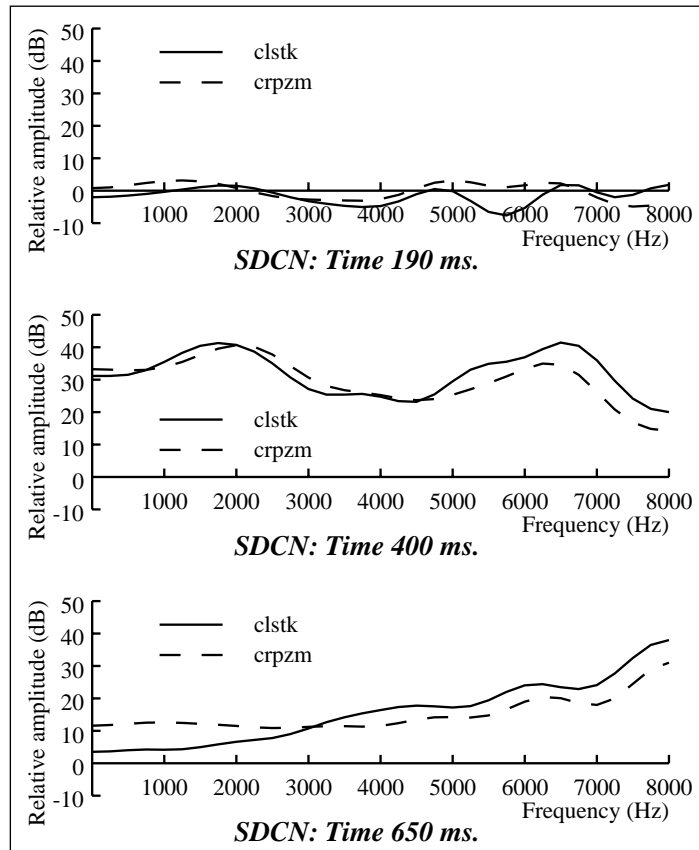 Relative amplitude (dB)
50
40
30
20
10
0
-10
clstk
crpzm
1000 2000 3000 4000 5000 6000 7000 8000
Frequency (Hz)
SDCN: Time 190 ms.
Relative amplitude (dB)
50
40
30
20
10
0
-10
clstk
crpzm
1000 2000 3000 4000 5000 6000 7000 8000
Frequency (Hz)
SDCN: Time 400 ms.
Relative amplitude (dB)
50
40
30
20
10
0
-10
clstk
crpzm
1000 2000 3000 4000 5000 6000 7000 8000
Frequency (Hz)
SDCN: Time 650 ms.